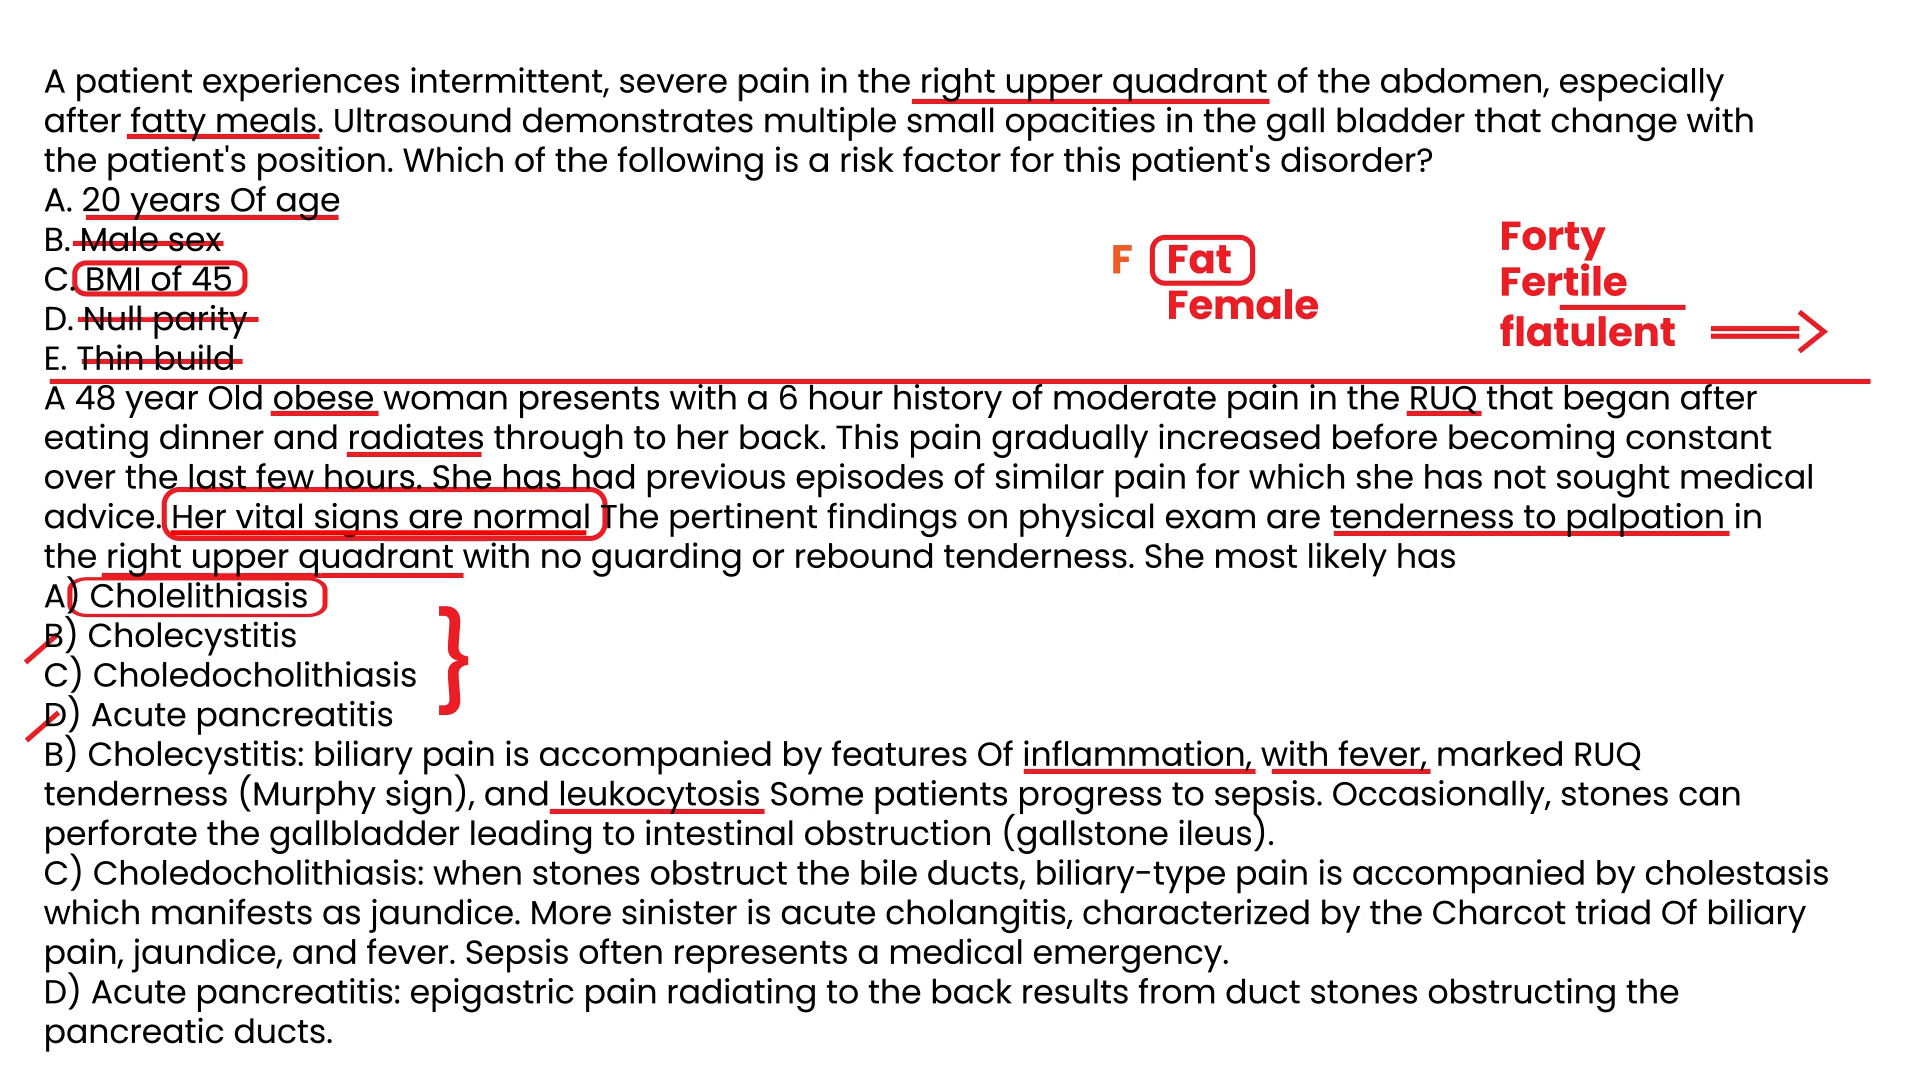 A patient experiences intermittent, severe pain in the right upper quadrant of the abdomen, especially
after fatty meals. Ultrasound demonstrates multiple small opacities in the gall bladder that change with
the patient's position. Which of the following is a risk factor for this patient's disorder?
A. 20 years Of age
B. Male sex
C. BMI of 45
D. Null parity
E. Thin build
F Fat
Female
Forty
Fertile
flatulent
A 48 year Old obese woman presents with a 6 hour history of moderate pain in the RUQ that began after
eating dinner and radiates through to her back. This pain gradually increased before becoming constant
over the last few hours. She has had previous episodes of similar pain for which she has not sought medical
advice. Her vital signs are normal The pertinent findings on physical exam are tenderness to palpation in
the right upper quadrant with no guarding or rebound tenderness. She most likely has
A) Cholelithiasis
B) Cholecystitis
C) Choledocholithiasis
D) Acute pancreatitis
}
B) Cholecystitis: biliary pain is accompanied by features Of inflammation, with fever, marked RUQ
tenderness (Murphy sign), and leukocytosis Some patients progress to sepsis. Occasionally, stones can
perforate the gallbladder leading to intestinal obstruction (gallstone ileus).
C) Choledocholithiasis: when stones obstruct the bile ducts, biliary-type pain is accompanied by cholestasis
which manifests as jaundice. More sinister is acute cholangitis, characterized by the Charcot triad Of biliary
pain, jaundice, and fever. Sepsis often represents a medical emergency.
D) Acute pancreatitis: epigastric pain radiating to the back results from duct stones obstructing the
pancreatic ducts.